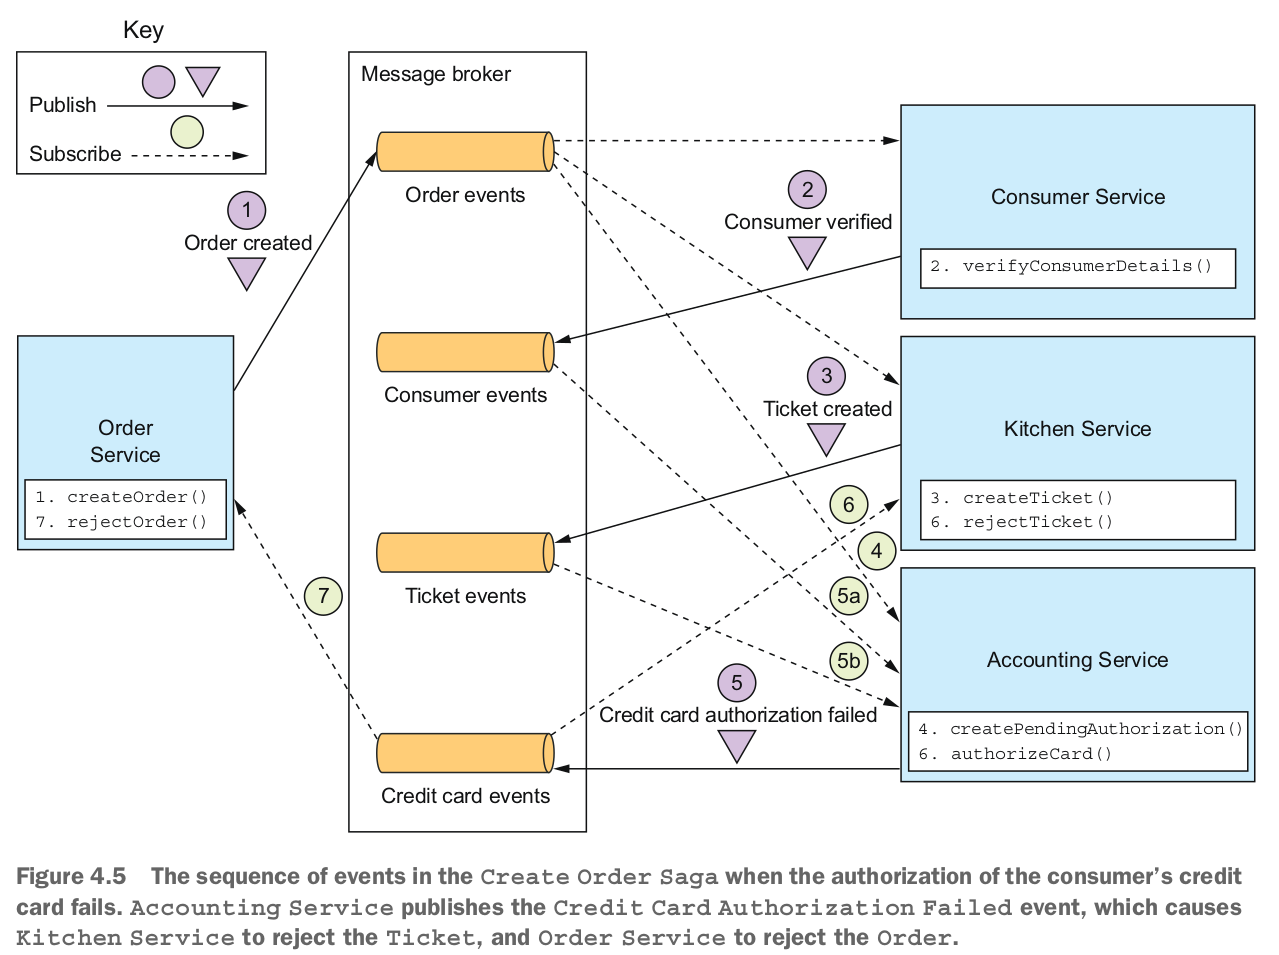 Key
Publish
Subscribe
Message broker
Order events
Consumer events
Ticket events
Credit card events
1
Order created
Order
Service
1. createOrder()
7. rejectOrder()
7
2
Consumer verified
Consumer Service
2. verifyConsumerDetails()
3
Ticket created
Kitchen Service
3. createTicket()
6. rejectTicket()
6
4
5a
5b
5
Credit card authorization failed
Accounting Service
4. createPendingAuthorization()
6. authorizeCard()
Figure 4.5 The sequence of events in the Create Order Saga when the authorization of the consumer's credit
card fails. Accounting Service publishes the Credit Card Authorization Failed event, which causes
Kitchen Service to reject the Ticket, and Order Service to reject the Order.